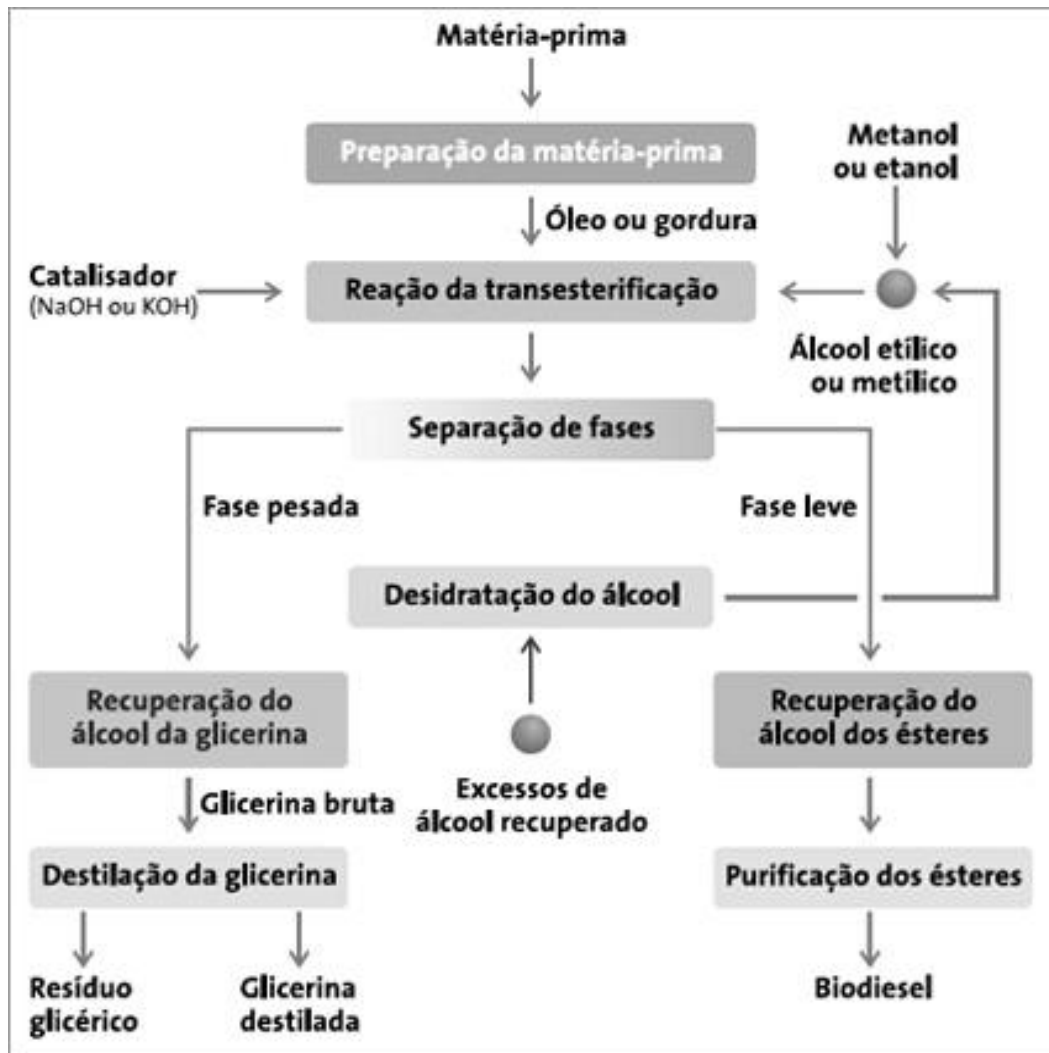 Matéria-prima
Preparação da matéria-prima
Metanol
ou etanol
Óleo ou gordura
Catalisador
(NaOH ou KOH)
Reação da transesterificação
Álcool etílico
ou metílico
Separação de fases
Fase pesada
Fase leve
Desidratação do álcool
Recuperação do
álcool da glicerina
Recuperação do
álcool dos ésteres
Excessos de
álcool recuperado
Glicerina bruta
Destilação da glicerina
Purificação dos ésteres
Resíduo
glicérico
Glicerina
destilada
Biodiesel